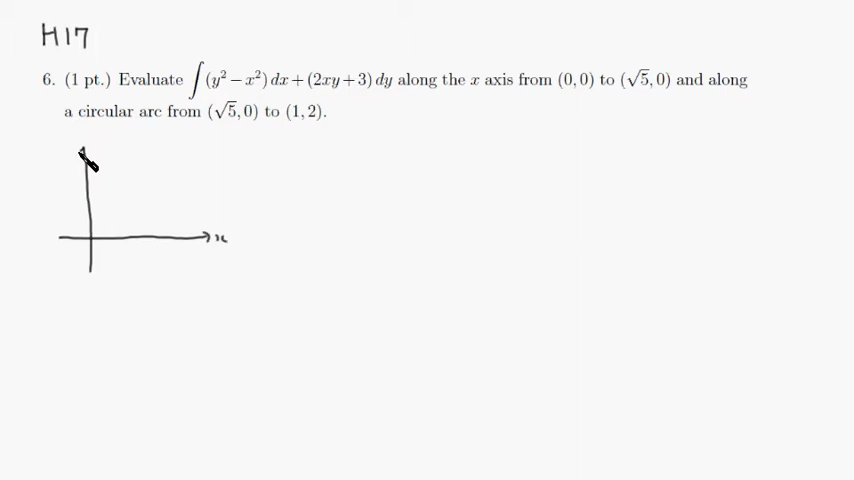 H17
6. (1 pt.) Evaluate ∫(y² − x²) dx + (2xy + 3) dy along the x axis from (0, 0) to (√5, 0) and along
a circular arc from (√5, 0) to (1, 2).
x